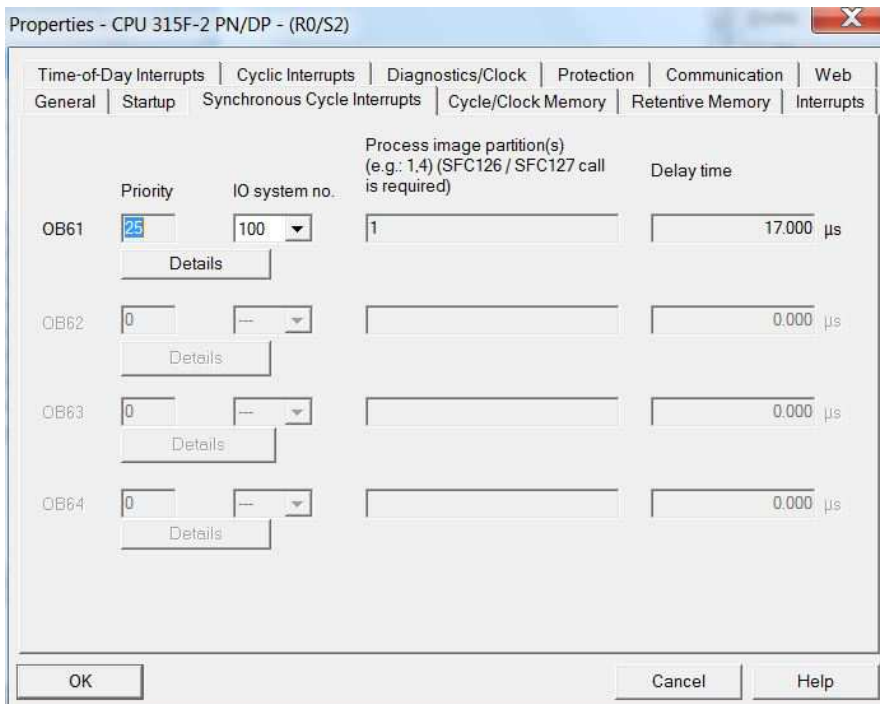 Properties - CPU 315F-2 PN/DP - (R0/S2)
Time-of-Day Interrupts Cyclic Interrupts Diagnostics/Clock Protection Communication Web
General Startup Synchronous Cycle Interrupts Cycle/Clock Memory Retentive Memory Interrupts
Process image partition(s)
(e.g.: 1,4) (SFC126 / SFC127 call
is required)
Priority IO system no. Delay time
OB61 25 100 1 17.000 µs
Details
OB62 0 --- 0.000 µs
Details
OB63 0 --- 0.000 µs
Details
OB64 0 --- 0.000 µs
Details
OK Cancel Help